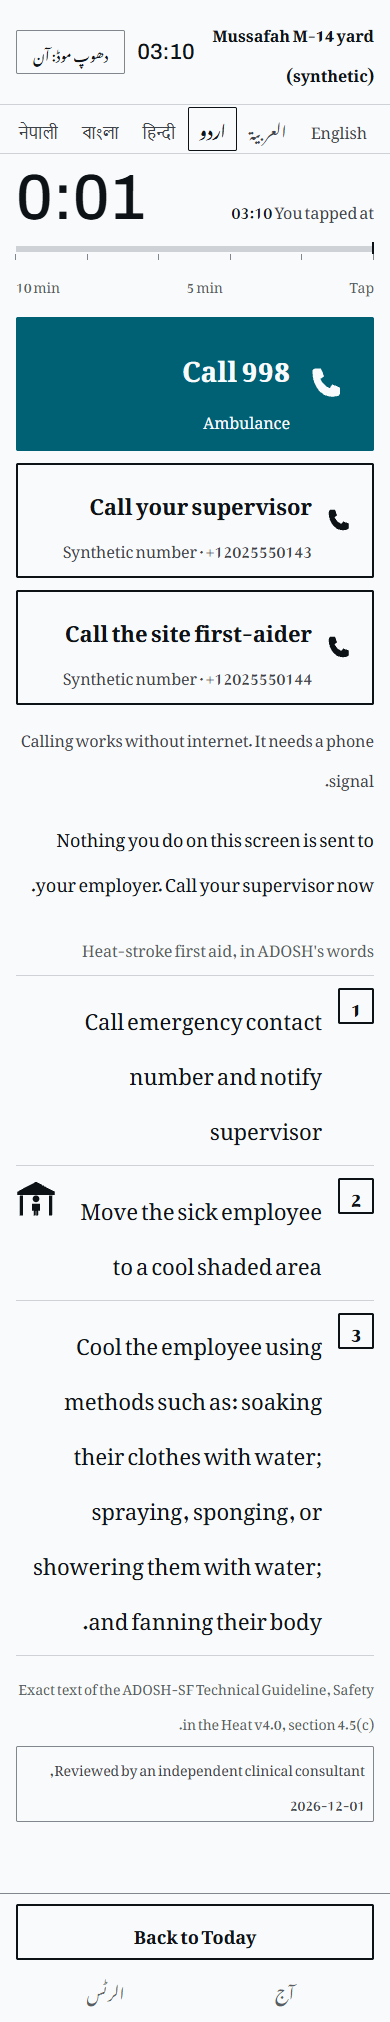 Mussafah M-14 yard
(synthetic)
03:10
دھوپ موڈ: آن
English
العربية
اردو
हिन्दी
বাংলা
नेपाली
You tapped at 03:10
0:01
Tap
5 min
10 min
Call 998
Ambulance
Call your supervisor
Synthetic number · +12025550143
Call the site first-aider
Synthetic number · +12025550144
Calling works without internet. It needs a phone
signal.
Nothing you do on this screen is sent to
your employer. Call your supervisor now.
Heat-stroke first aid, in ADOSH's words
1
Call emergency contact
number and notify
supervisor
2
Move the sick employee
to a cool shaded area
3
Cool the employee using
methods such as: soaking
their clothes with water;
spraying, sponging, or
showering them with water;
and fanning their body.
Exact text of the ADOSH-SF Technical Guideline, Safety
in the Heat v4.0, section 4.5(c).
Reviewed by an independent clinical consultant,
2026-12-01
Back to Today
آج
الرٹس